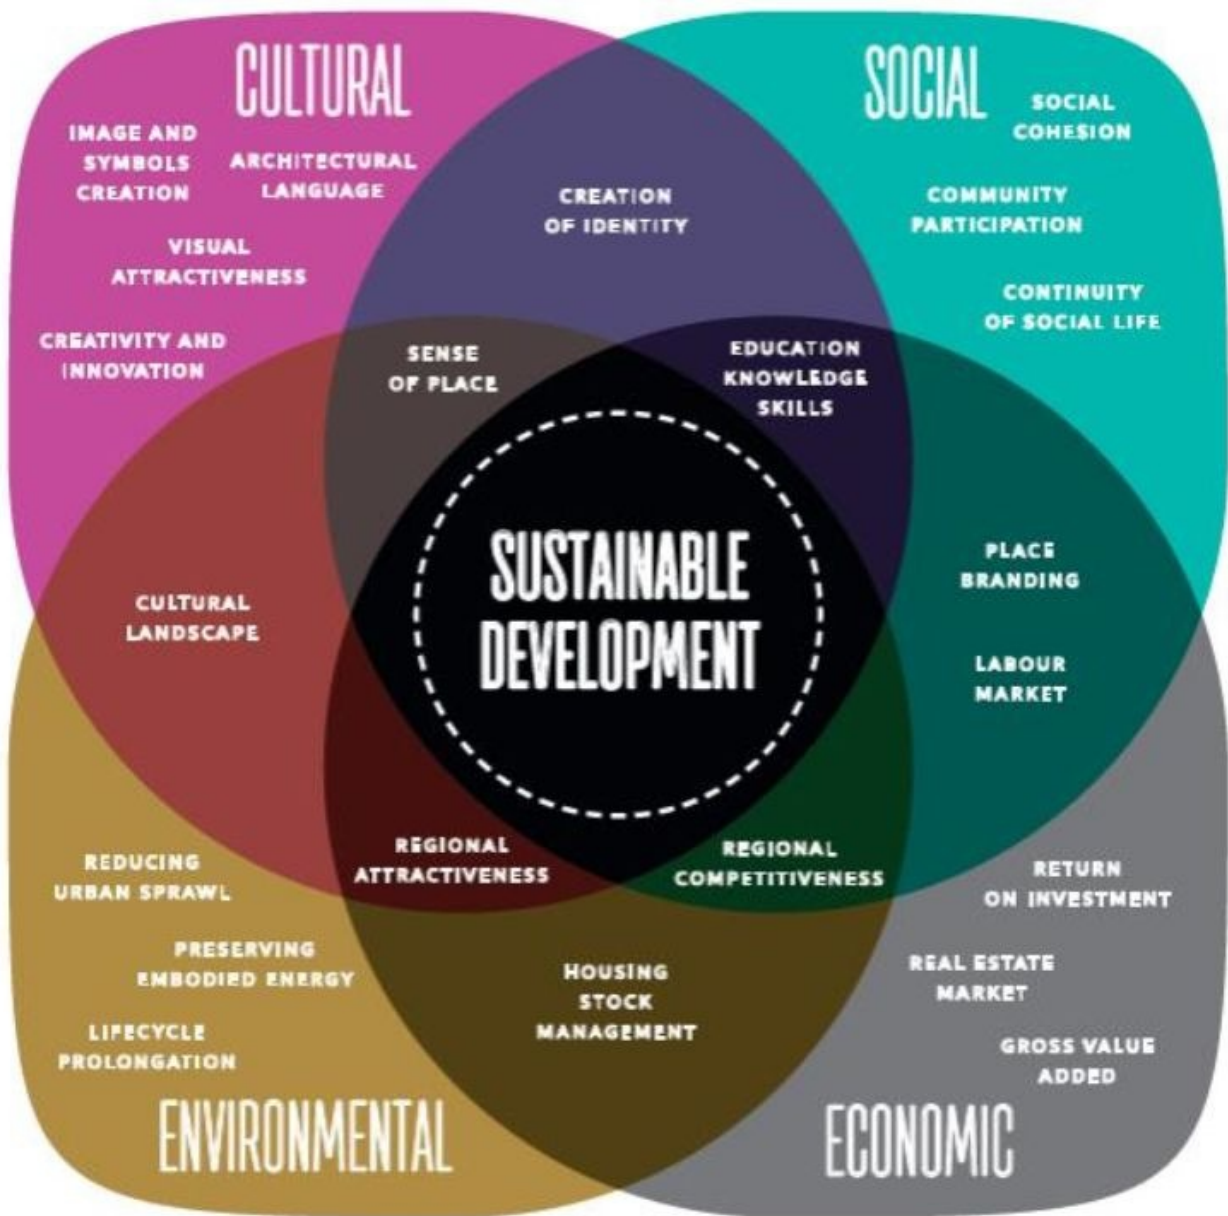 CULTURAL
IMAGE AND
SYMBOLS
CREATION
ARCHITECTURAL
LANGUAGE
VISUAL
ATTRACTIVENESS
CREATIVITY AND
INNOVATION
SOCIAL
SOCIAL
COHESION
COMMUNITY
PARTICIPATION
CONTINUITY
OF SOCIAL LIFE
CREATION
OF IDENTITY
SENSE
OF PLACE
EDUCATION
KNOWLEDGE
SKILLS
CULTURAL
LANDSCAPE
SUSTAINABLE
DEVELOPMENT
PLACE
BRANDING
LABOUR
MARKET
REGIONAL
ATTRACTIVENESS
REGIONAL
COMPETITIVENESS
REDUCING
URBAN SPRAWL
PRESERVING
EMBODIED ENERGY
LIFECYCLE
PROLONGATION
ENVIRONMENTAL
HOUSING
STOCK
MANAGEMENT
RETURN
ON INVESTMENT
REAL ESTATE
MARKET
GROSS VALUE
ADDED
ECONOMIC